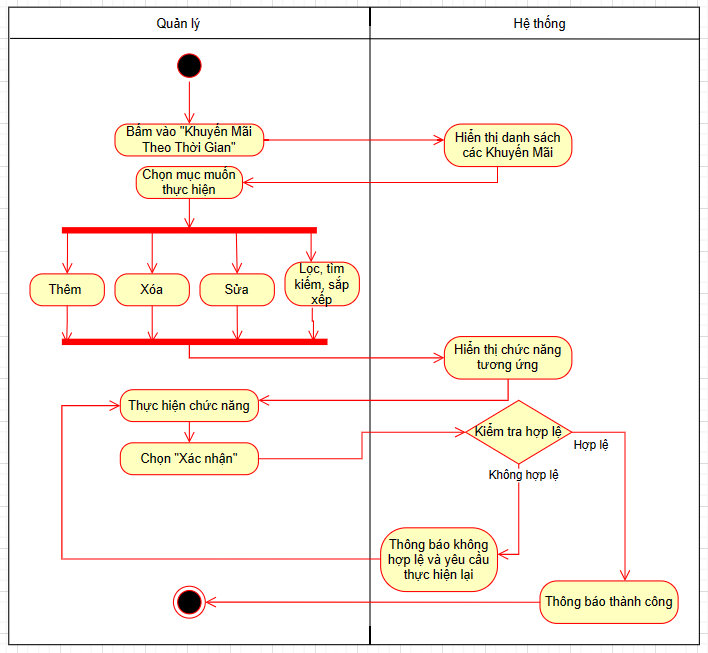 Quản lý
Hệ thống
Bấm vào "Khuyến Mãi
Theo Thời Gian"
Hiển thị danh sách
các Khuyến Mãi
Chọn mục muốn
thực hiện
Thêm
Xóa
Sửa
Lọc, tìm
kiếm, sắp
xếp
Hiển thị chức năng
tương ứng
Thực hiện chức năng
Kiểm tra hợp lệ
Hợp lệ
Chọn "Xác nhận"
Không hợp lệ
Thông báo không
hợp lệ và yêu cầu
thực hiện lại
Thông báo thành công